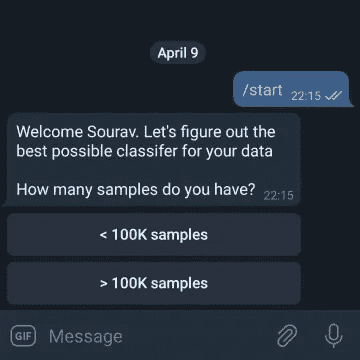 April 9
/start 22:15
Welcome Sourav. Let's figure out the
best possible classifer for your data
How many samples do you have? 22:15
< 100K samples
> 100K samples
GIF Message